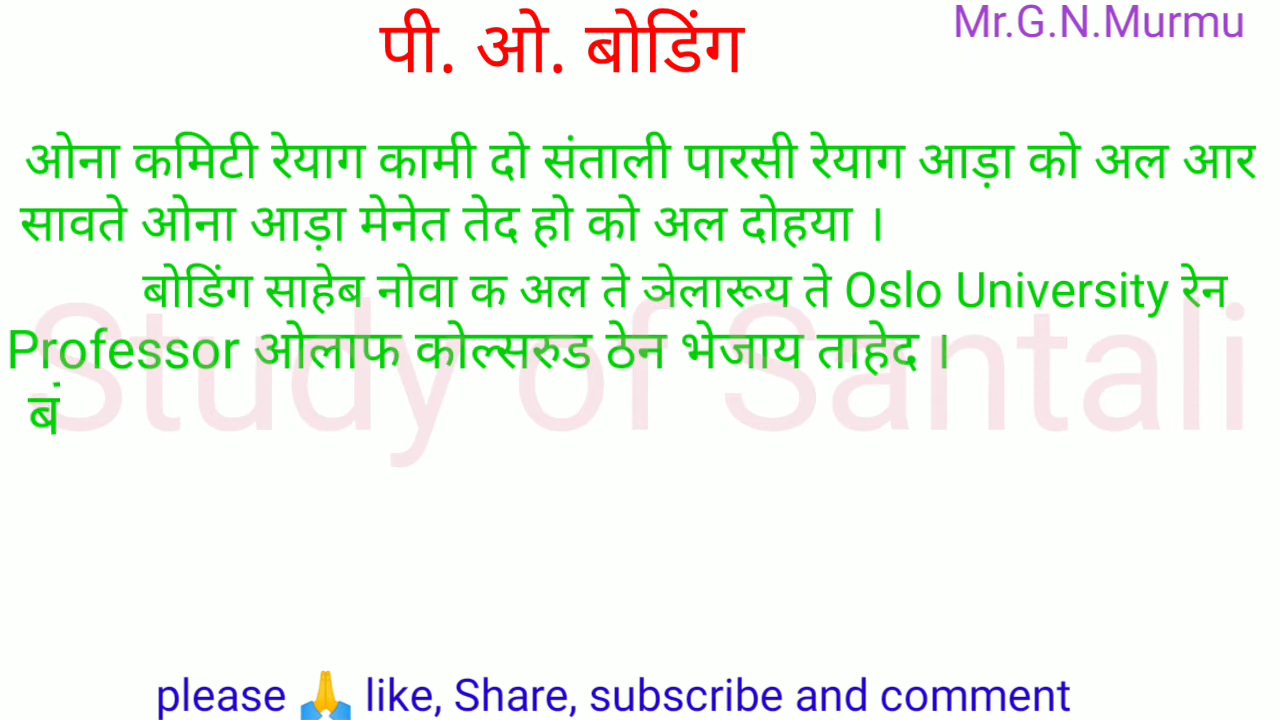 पी. ओ. बोडिंग
Mr.G.N.Murmu
ओना कमिटी रेयाग कामी दो संताली पारसी रेयाग आड़ा को अल आर
सावते ओना आड़ा मेनेत तेद हो को अल दोहया ।
बोडिंग साहेब नोवा क अल ते ञेलारूय ते Oslo University रेन
Professor ओलाफ कोल्सरुड ठेन भेजाय ताहेद ।
बं
Study of Santali
please 🙏 like, Share, subscribe and comment